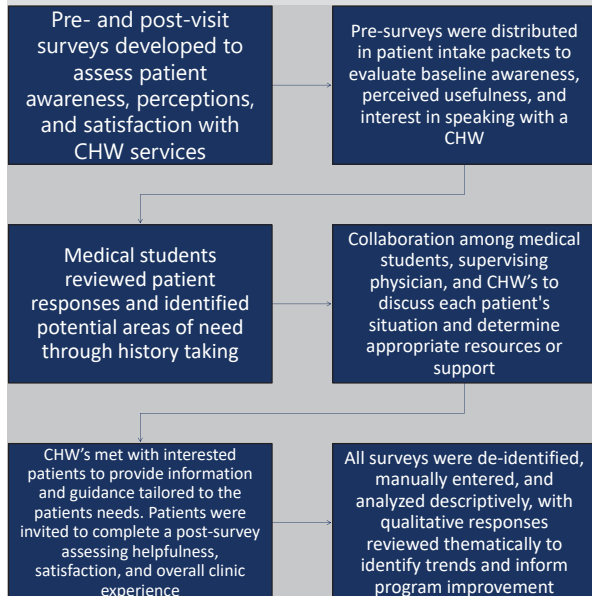 Pre- and post-visit
surveys developed to
assess patient
awareness, perceptions,
and satisfaction with
CHW services
Pre-surveys were distributed
in patient intake packets to
evaluate baseline awareness,
perceived usefulness, and
interest in speaking with a
CHW
Medical students
reviewed patient
responses and identified
potential areas of need
through history taking
Collaboration among medical
students, supervising
physician, and CHW's to
discuss each patient's
situation and determine
appropriate resources or
support
CHW's met with interested
patients to provide information
and guidance tailored to the
patients needs. Patients were
invited to complete a post-survey
assessing helpfulness,
satisfaction, and overall clinic
experience
All surveys were de-identified,
manually entered, and
analyzed descriptively, with
qualitative responses
reviewed thematically to
identify trends and inform
program improvement